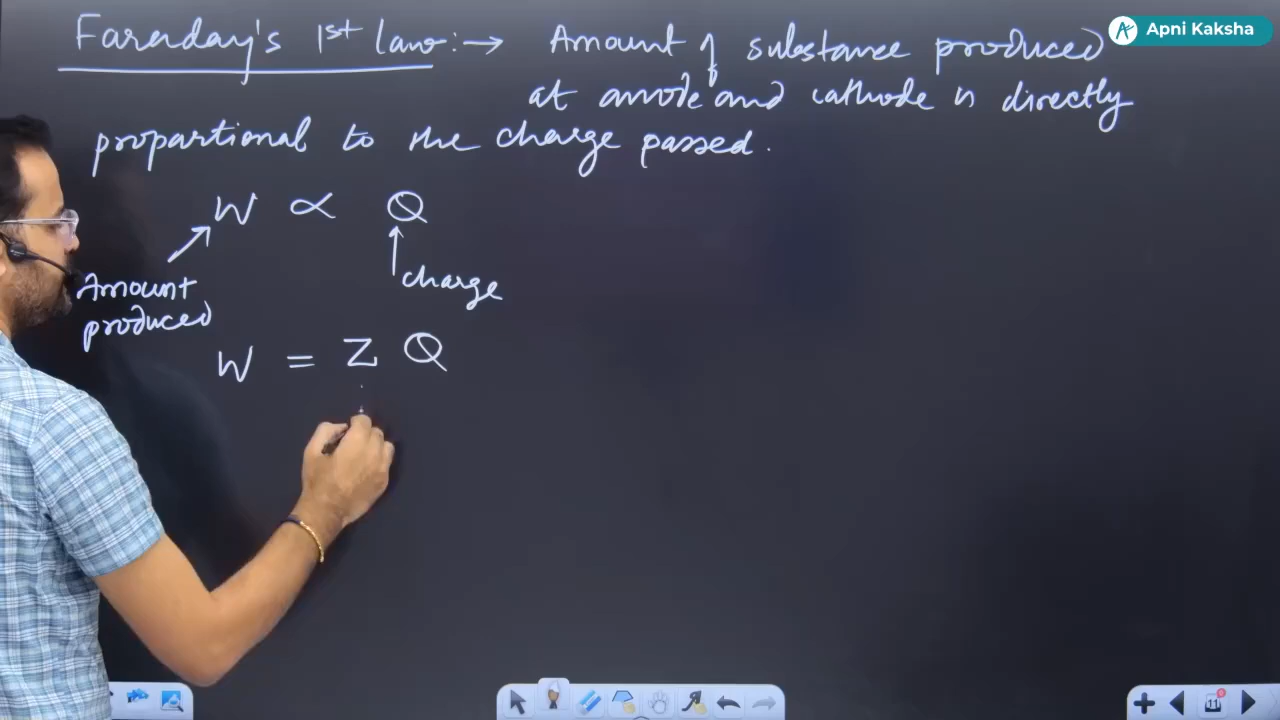 Faraday's 1st law:→ Amount of substance produced
at anode and cathode is directly
proportional to the charge passed.
W ∝ Q
Amount
produced
charge
W = Z Q
Apni Kaksha
11